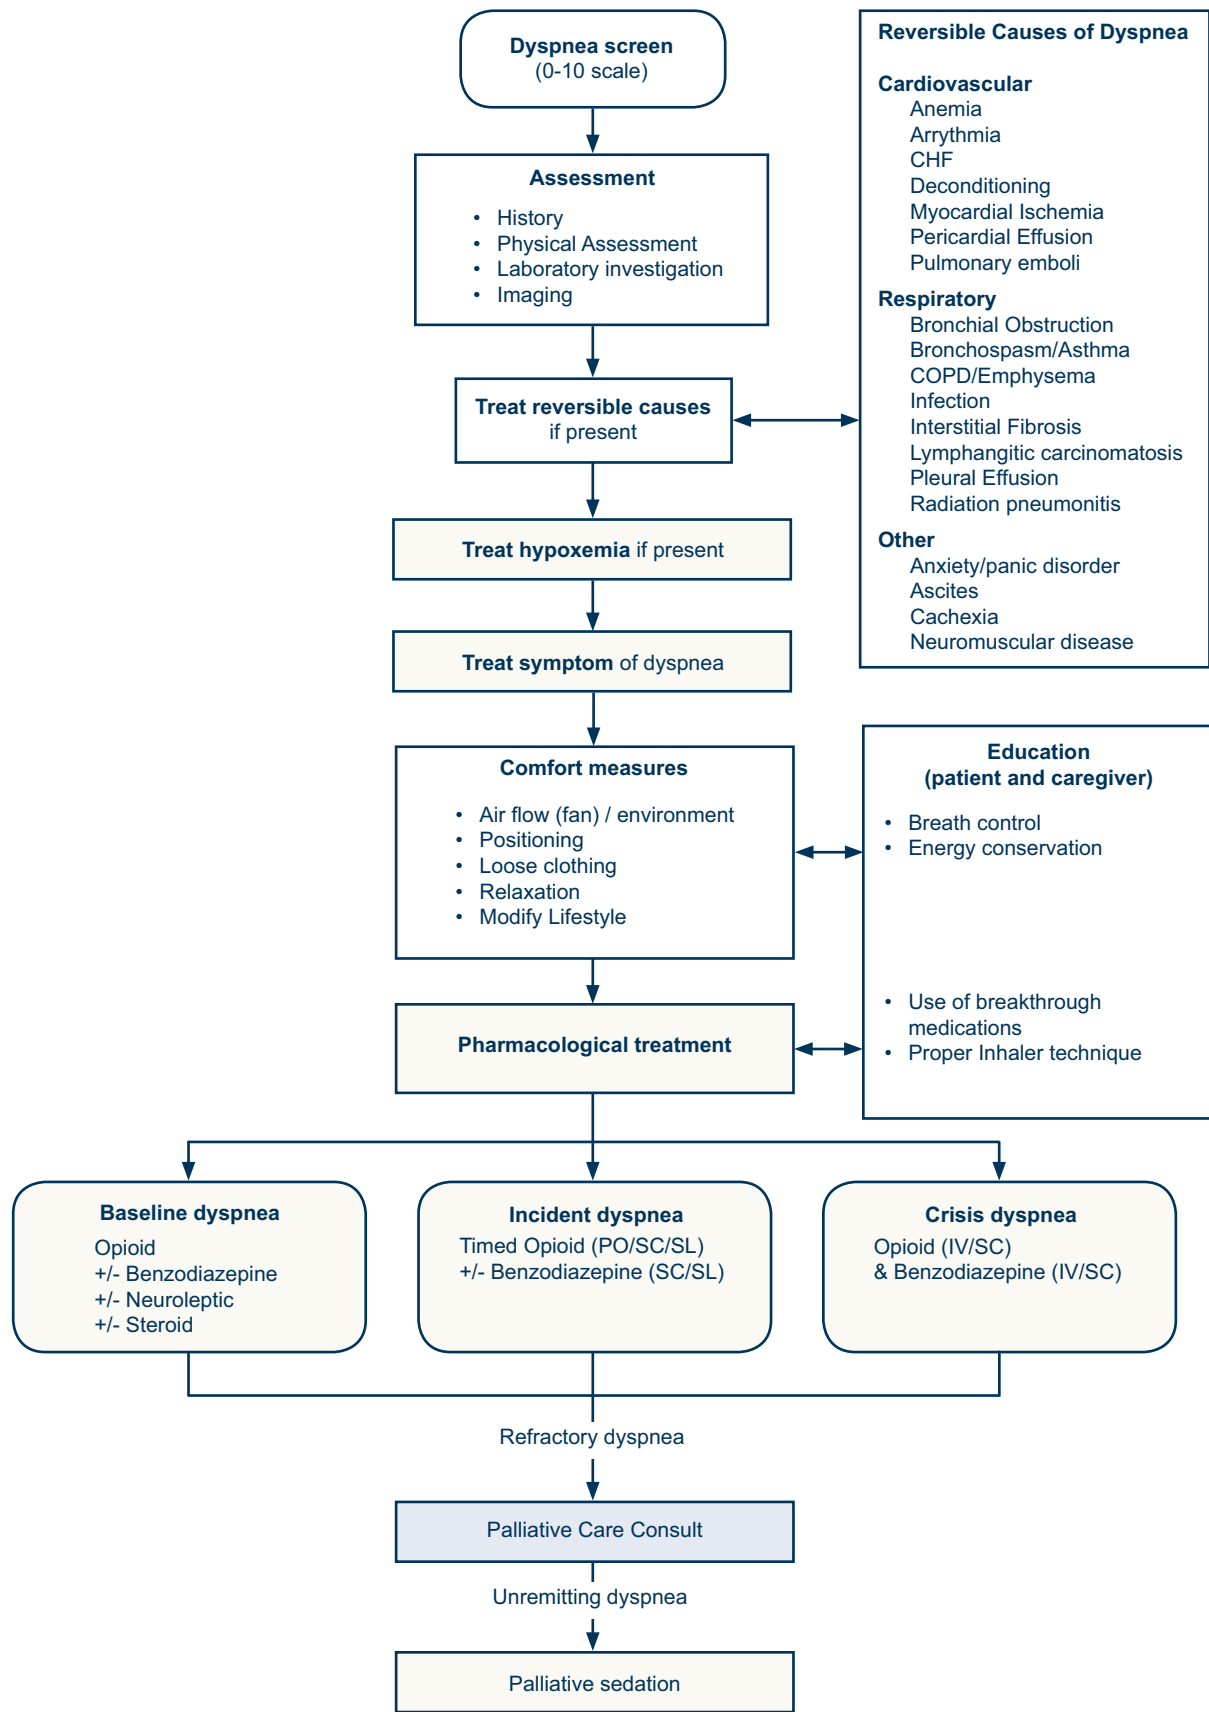 Dyspnea screen
(0-10 scale)
Assessment
• History
• Physical Assessment
• Laboratory investigation
• Imaging
Treat reversible causes
if present
Reversible Causes of Dyspnea
Cardiovascular
Anemia
Arrythmia
CHF
Deconditioning
Myocardial Ischemia
Pericardial Effusion
Pulmonary emboli
Respiratory
Bronchial Obstruction
Bronchospasm/Asthma
COPD/Emphysema
Infection
Interstitial Fibrosis
Lymphangitic carcinomatosis
Pleural Effusion
Radiation pneumonitis
Other
Anxiety/panic disorder
Ascites
Cachexia
Neuromuscular disease
Treat hypoxemia if present
Treat symptom of dyspnea
Comfort measures
• Air flow (fan) / environment
• Positioning
• Loose clothing
• Relaxation
• Modify Lifestyle
Education
(patient and caregiver)
• Breath control
• Energy conservation
• Use of breakthrough
medications
• Proper Inhaler technique
Pharmacological treatment
Baseline dyspnea
Opioid
+/- Benzodiazepine
+/- Neuroleptic
+/- Steroid
Incident dyspnea
Timed Opioid (PO/SC/SL)
+/- Benzodiazepine (SC/SL)
Crisis dyspnea
Opioid (IV/SC)
& Benzodiazepine (IV/SC)
Refractory dyspnea
Palliative Care Consult
Unremitting dyspnea
Palliative sedation